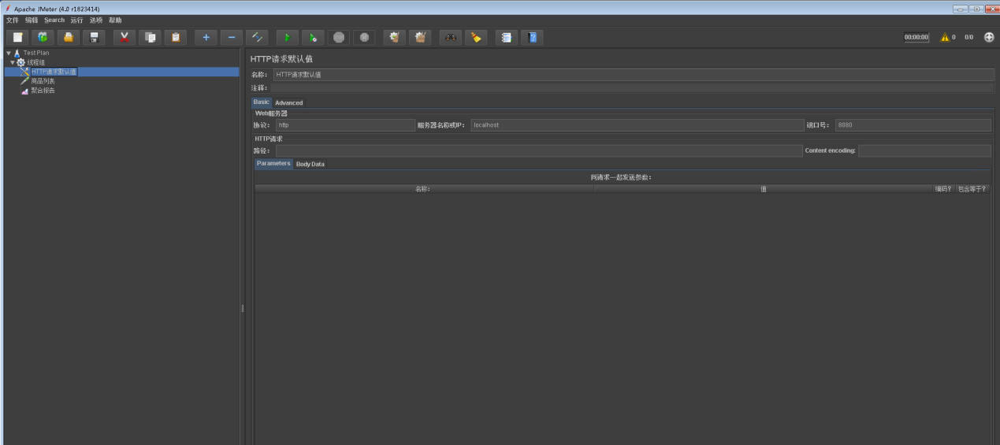 Apache JMeter (4.0 r1823414)
文件 编辑 Search 运行 选项 帮助
00:00:00 0 0/0
Test Plan
线程组
HTTP请求默认值
商品列表
聚合报告
HTTP请求默认值
名称: HTTP请求默认值
注释:
Basic Advanced
Web服务器
协议: http 服务器名称或IP: localhost 端口号: 8080
HTTP请求
路径: Content encoding:
Parameters Body Data
同请求一起发送参数:
名称: 值 编码? 包含等于?